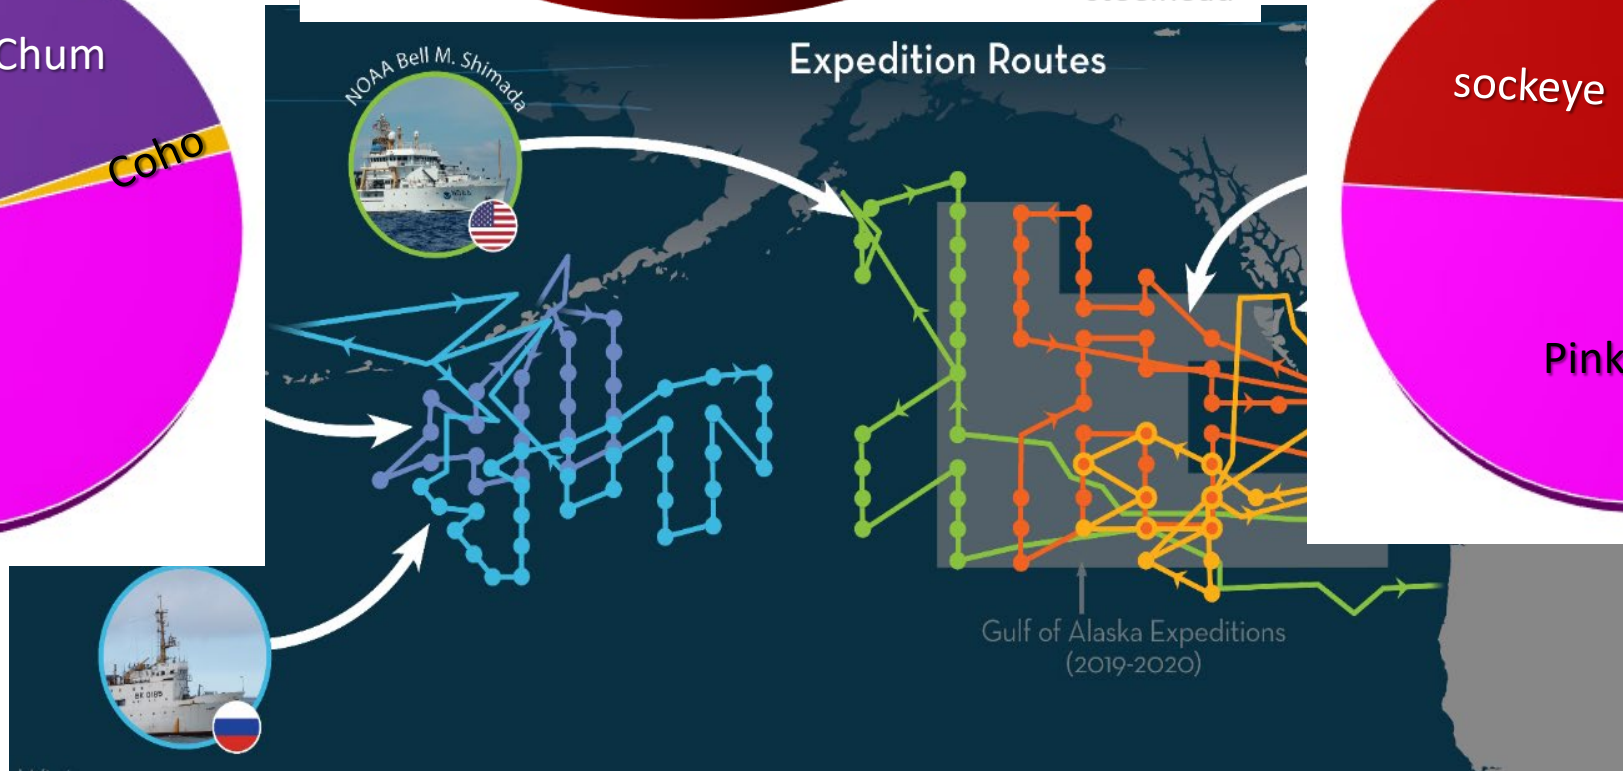 Chum
Coho
NOAA Bell M. Shimada
Expedition Routes
sockeye
Pink
Gulf of Alaska Expeditions
(2019-2020)